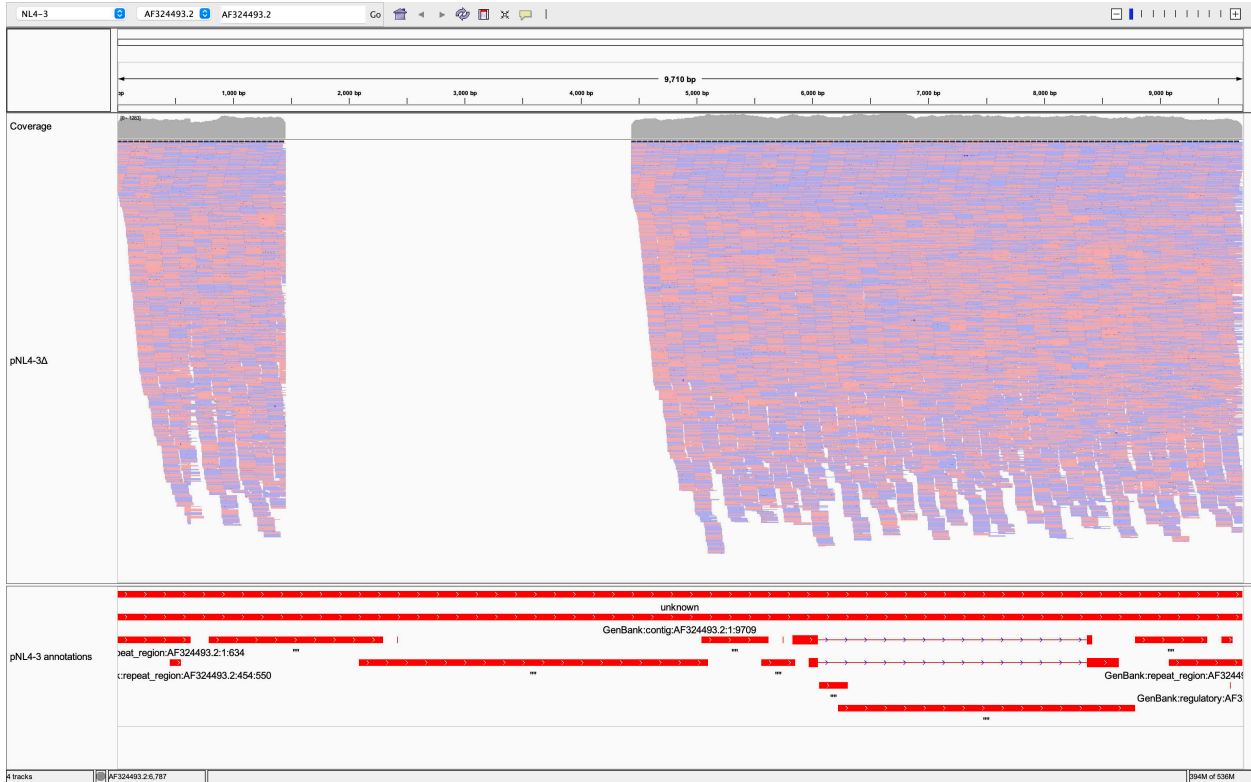 NL4-3 AF324493.2 AF324493.2 Go
9,710 bp
bp 1,000 bp 2,000 bp 3,000 bp 4,000 bp 5,000 bp 6,000 bp 7,000 bp 8,000 bp 9,000 bp
Coverage
[0 - 1263]
pNL4-3Δ
unknown
GenBank:contig:AF324493.2:1:9709
pNL4-3 annotations
peat_region:AF324493.2:1:634 "" "" ""
k:repeat_region:AF324493.2:454:550 "" "" GenBank:repeat_region:AF3244
"" GenBank:regulatory:AF3
""
4 tracks AF324493.2:6,787 394M of 536M